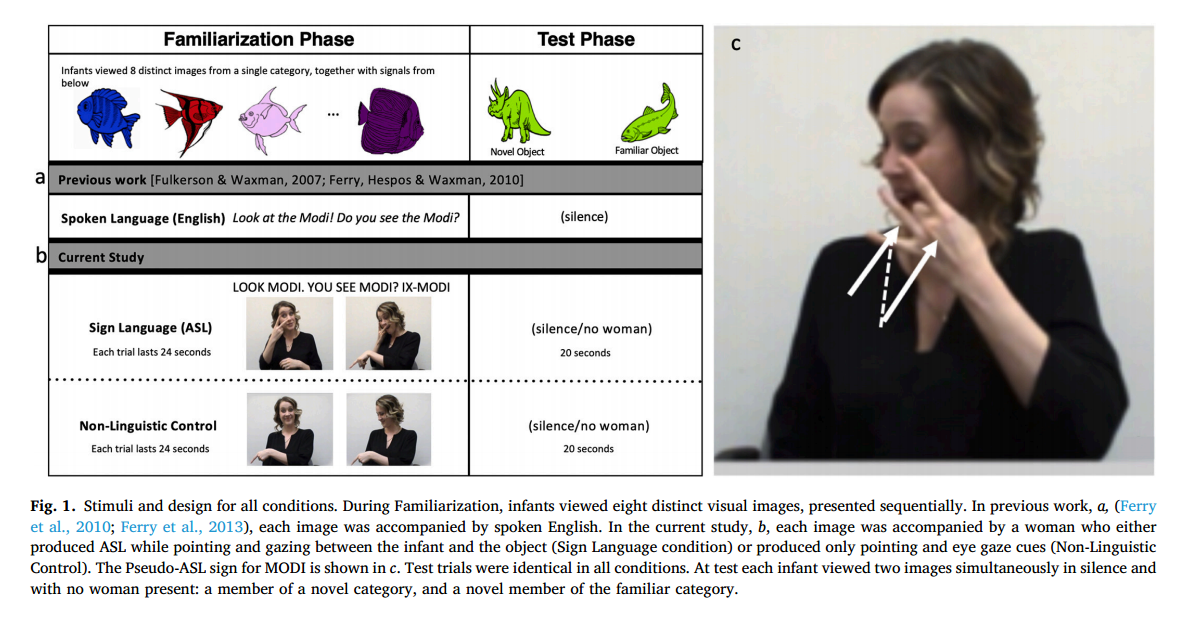 Familiarization Phase
Test Phase
Infants viewed 8 distinct images from a single category, together with signals from
below
...
Novel Object
Familiar Object
a
Previous work [Fulkerson & Waxman, 2007; Ferry, Hespos & Waxman, 2010]
Spoken Language (English) Look at the Modi! Do you see the Modi?
(silence)
b
Current Study
LOOK MODI. YOU SEE MODI? IX-MODI
Sign Language (ASL)
Each trial lasts 24 seconds
(silence/no woman)
20 seconds
Non-Linguistic Control
Each trial lasts 24 seconds
(silence/no woman)
20 seconds
c
Fig. 1. Stimuli and design for all conditions. During Familiarization, infants viewed eight distinct visual images, presented sequentially. In previous work, a, (Ferry
et al., 2010; Ferry et al., 2013), each image was accompanied by spoken English. In the current study, b, each image was accompanied by a woman who either
produced ASL while pointing and gazing between the infant and the object (Sign Language condition) or produced only pointing and eye gaze cues (Non-Linguistic
Control). The Pseudo-ASL sign for MODI is shown in c. Test trials were identical in all conditions. At test each infant viewed two images simultaneously in silence and
with no woman present: a member of a novel category, and a novel member of the familiar category.